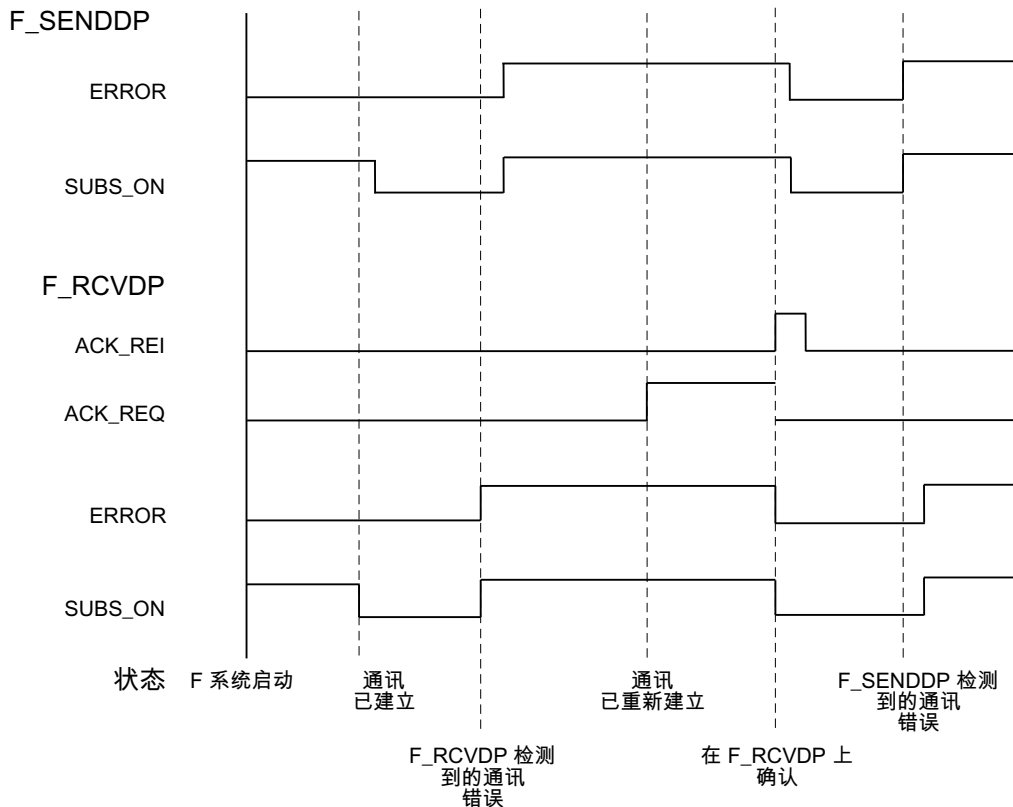 F_SENDDP
ERROR
SUBS_ON
F_RCVDP
ACK_REI
ACK_REQ
ERROR
SUBS_ON
状态
F 系统启动
通讯
已建立
通讯
已重新建立
F_SENDDP 检测
到的通讯
错误
F_RCVDP 检测
到的通讯
错误
在 F_RCVDP 上
确认